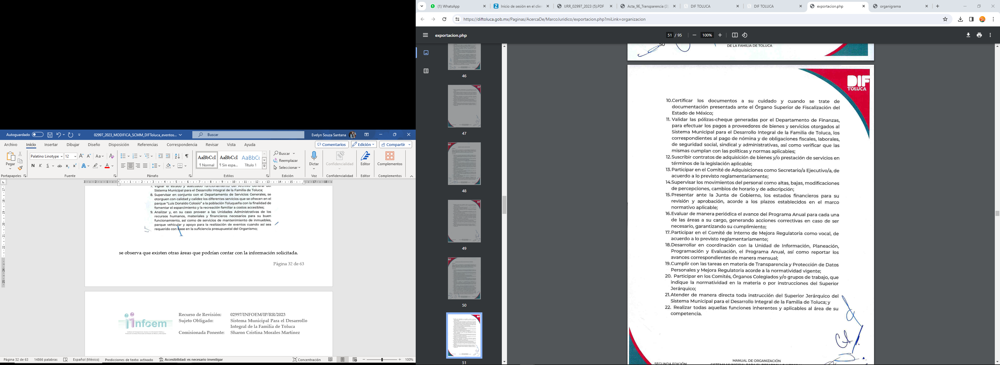 Autoguardado
02997_2023_MODIFICA_SCMM_DIFToluca_eventos...
Buscar
Evelyn Souza Santana
Archivo Inicio Insertar Dibujar Diseño Disposición Referencias Correspondencia Revisar Vista Ayuda
Comentarios Edición Compartir
Pegar
Palatino Linotype 12
N K S
AaBbCcI AaBbCcI AaBbCc
¶ Normal ¶ Sin espa... Título 1
Buscar
Reemplazar
Seleccionar
Dictar
Confidencialidad
Editor
Complementos
Portapapeles Fuente Párrafo Estilos Edición Voz Confidencialidad Editor Complementos
7. Vigilar el estado y adecuado funcionamiento del Archivo General del
Sistema Municipal para el Desarrollo Integral de la Familia de Toluca;
8. Supervisar en conjunto con el Departamento de Servicios Generales, se
otorguen con calidad y calidez los diferentes servicios que se ofrecen en el
parque "Luis Donaldo Colosio" a la población Toluqueña con la finalidad de
fomentar el esparcimiento y la recreación familiar a costos accesibles;
9. Analizar y, en su caso proveer a las Unidades Administrativas de los
recursos humanos, materiales y financieros necesarios para su buen
funcionamiento, así como de servicios de mantenimiento de inmuebles,
parque vehicular y apoyo para la realización de eventos cuando así sea
requerido con base en la suficiencia presupuestal del Organismo;
se observa que existen otras áreas que podrían contar con la información solicitada.
Página 32 de 63
infoem
Recurso de Revisión: 02997/INFOEM/IP/RR/2023
Sujeto Obligado: Sistema Municipal Para el Desarrollo
Integral de la Familia de Toluca
Comisionada Ponente: Sharon Cristina Morales Martínez
Página 32 de 63 14866 palabras Español (México) Predicciones de texto: activado Accesibilidad: es necesario investigar Concentración 100%
(1) WhatsApp
Inicio de sesión en el clie
IJRR_02997_2023 (5).PDF
Acta_9E_Transparencia (3)
DIF TOLUCA
DIF TOLUCA
exportacion.php
organigrama
https://diftoluca.gob.mx/Paginas/AcercaDe/MarcoJuridico/exportacion.php?miLink=organizacion
exportacion.php
51 / 95
100%
46
47
48
49
50
51
50
DE LA FAMILIA DE TOLUCA
DIF
TOLUCA
10.Certificar los documentos a su cuidado y cuando se trate de
documentación presentada ante el Órgano Superior de Fiscalización del
Estado de México;
11. Validar las pólizas-cheque generadas por el Departamento de Finanzas,
para efectuar los pagos a proveedores de bienes y servicios otorgados al
Sistema Municipal para el Desarrollo Integral de la Familia de Toluca, los
correspondientes al pago de nómina y de obligaciones fiscales, laborales,
de seguridad social, sindical y administrativas, así como verificar que las
mismas cumplan con las políticas y normas aplicables;
12.Suscribir contratos de adquisición de bienes y/o prestación de servicios en
términos de la legislación aplicable;
13.Participar en el Comité de Adquisiciones como Secretario/a Ejecutivo/a, de
acuerdo a lo previsto reglamentariamente;
14.Supervisar los movimientos del personal como altas, bajas, modificaciones
de percepciones, cambios de horario y de adscripción;
15.Presentar ante la Junta de Gobierno, los estados financieros para su
revisión y aprobación, acorde a los plazos establecidos en el marco
normativo aplicable;
16.Evaluar de manera periódica el avance del Programa Anual para cada una
de las áreas a su cargo, generando acciones correctivas en caso de ser
necesario, garantizando su cumplimiento;
17.Participar en el Comité de Interno de Mejora Regulatoria como vocal, de
acuerdo a lo previsto reglamentariamente;
18.Desarrollar en coordinación con la Unidad de Información, Planeación,
Programación y Evaluación, el Programa Anual, así como reportar los
avances correspondientes de manera mensual;
19.Cumplir con las tareas en materia de Transparencia y Protección de Datos
Personales y Mejora Regulatoria acorde a la normatividad vigente;
20. Participar en los Comités, Órganos Colegiados y/o grupos de trabajo, que
indique la normatividad en la materia o por instrucciones del Superior
Jerárquico;
21.Atender de manera directa toda instrucción del Superior Jerárquico del
Sistema Municipal para el Desarrollo Integral de la Familia de Toluca; y
22. Realizar todas aquellas funciones inherentes y aplicables al área de su
competencia.
MANUAL DE ORGANIZACIÓN
SEGUNDA EDICIÓN